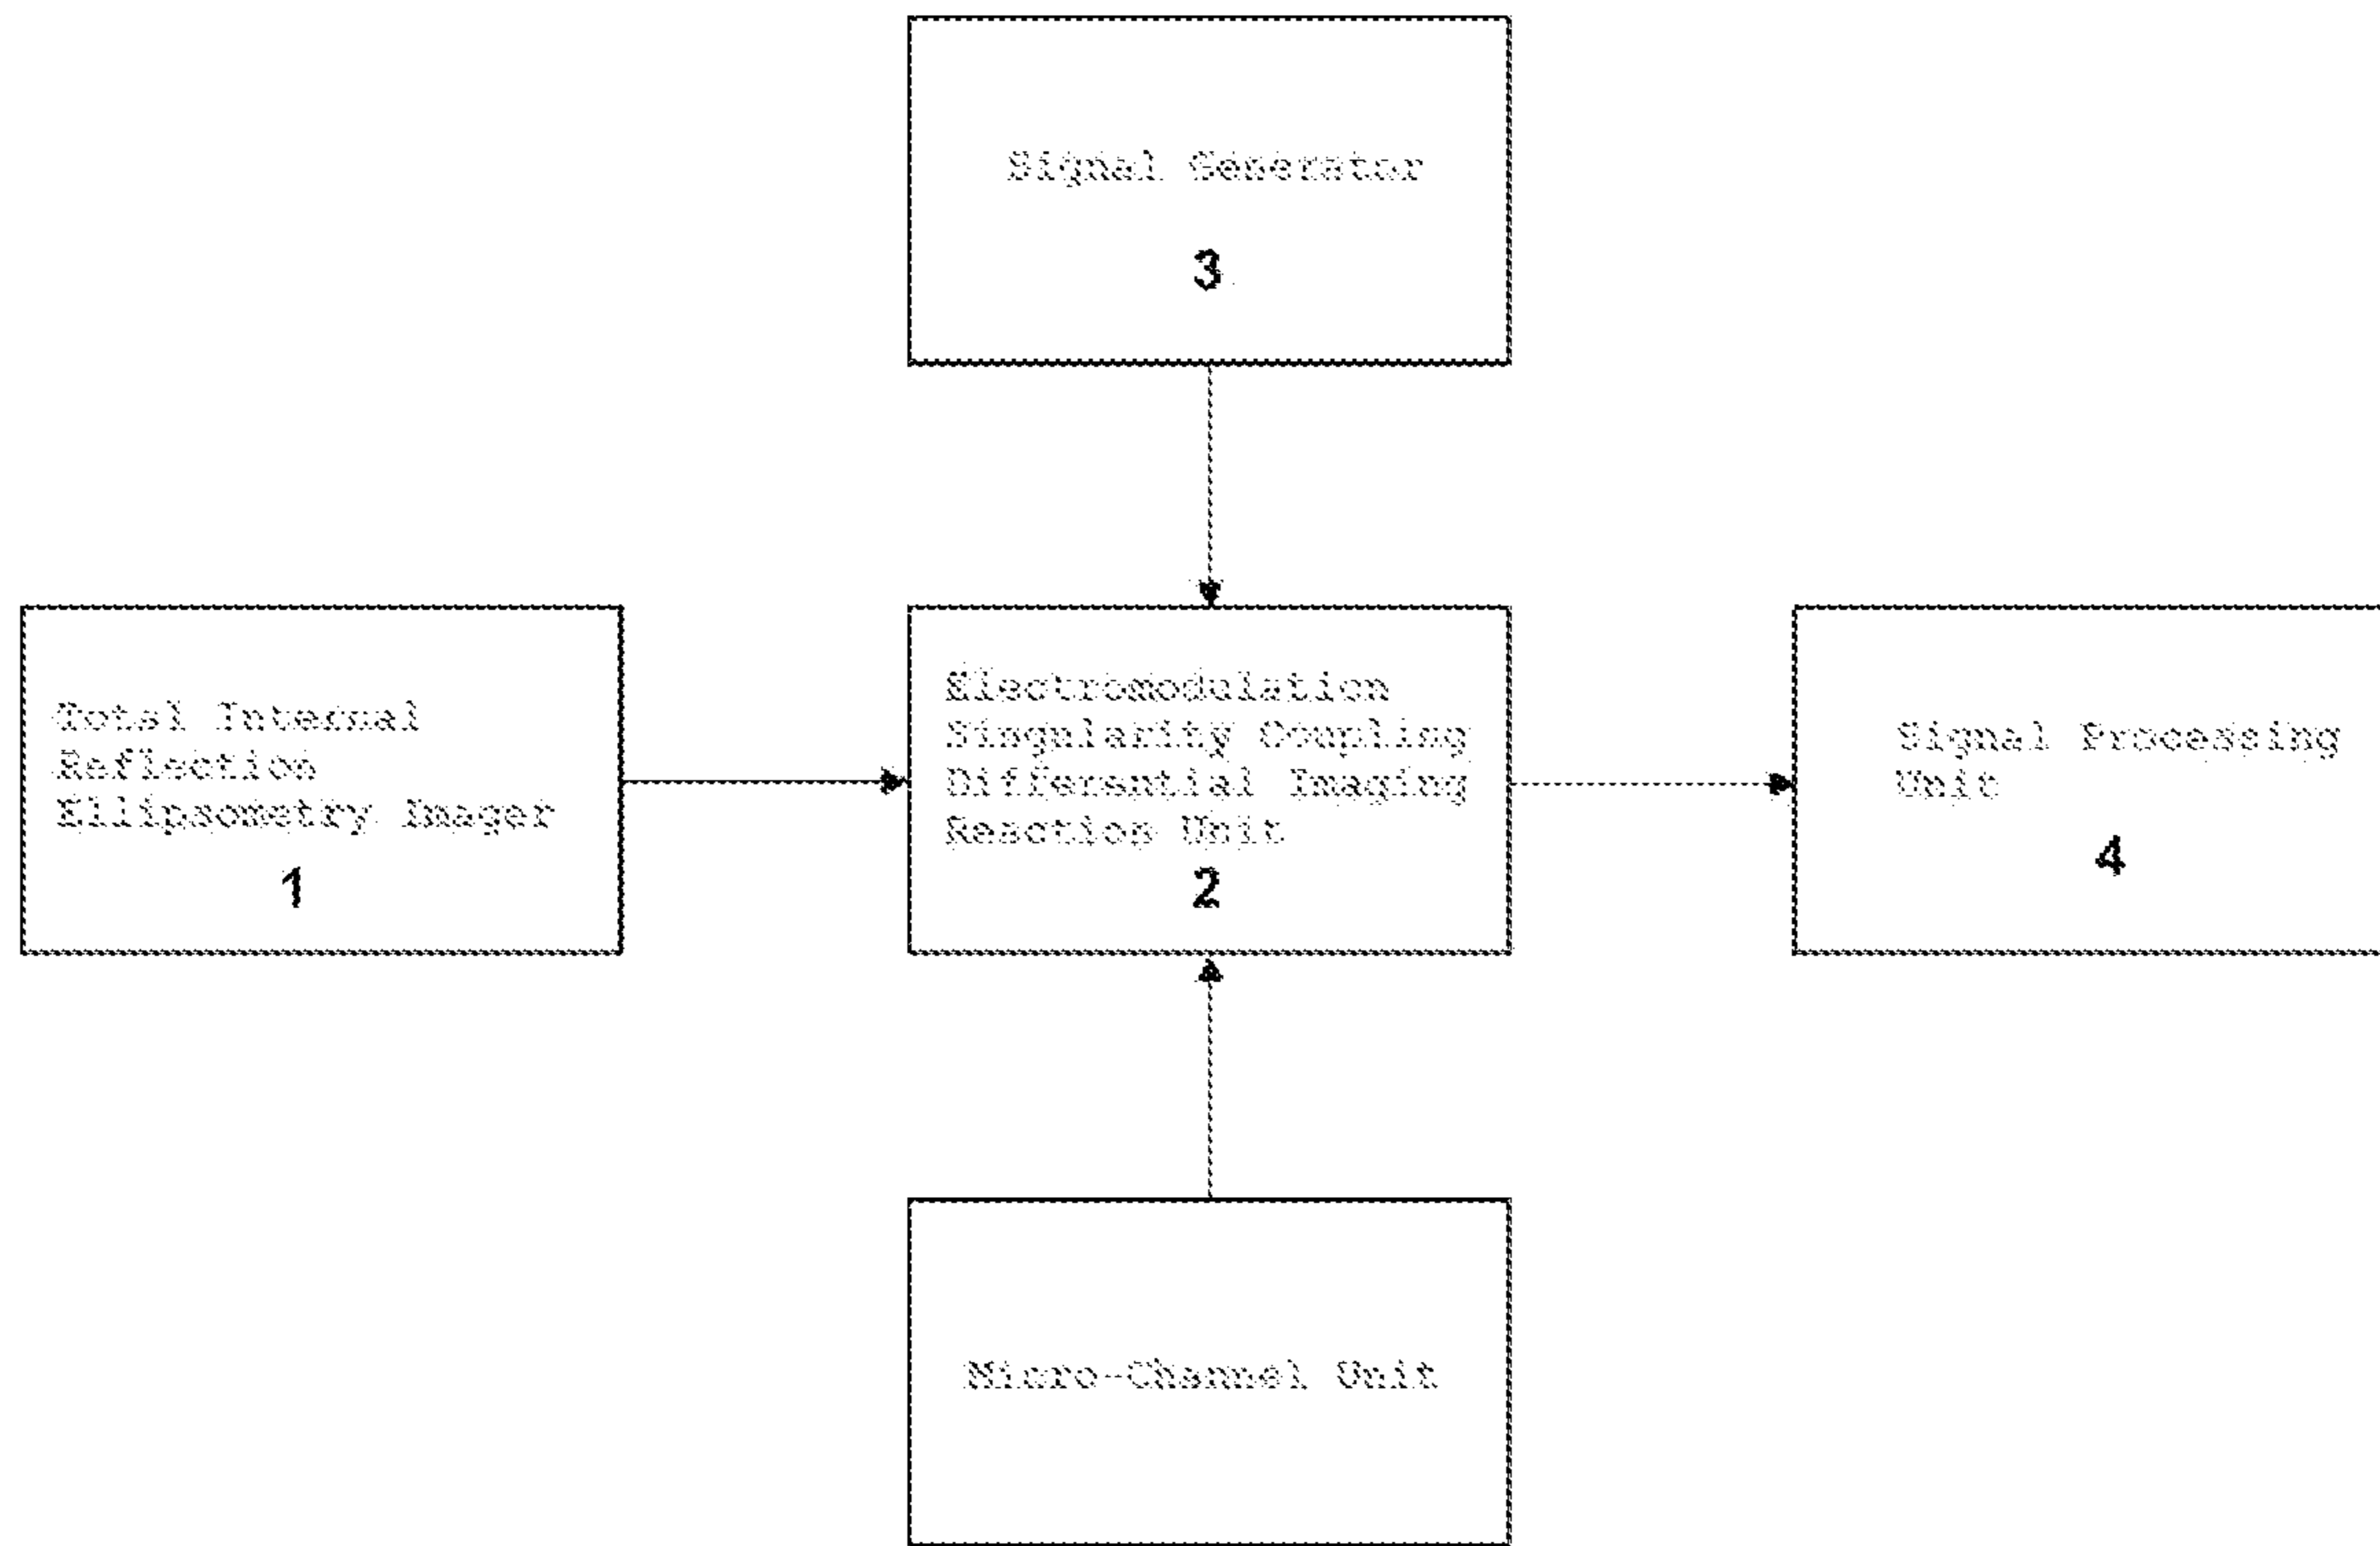 Signal Generator
3
Total Internal
Reflection
Ellipsometry Imager
1
Electromodulation
Singularity Coupling
Differential Imaging
Reaction Unit
2
Signal Processing
Unit
4
Micro-Channel Unit